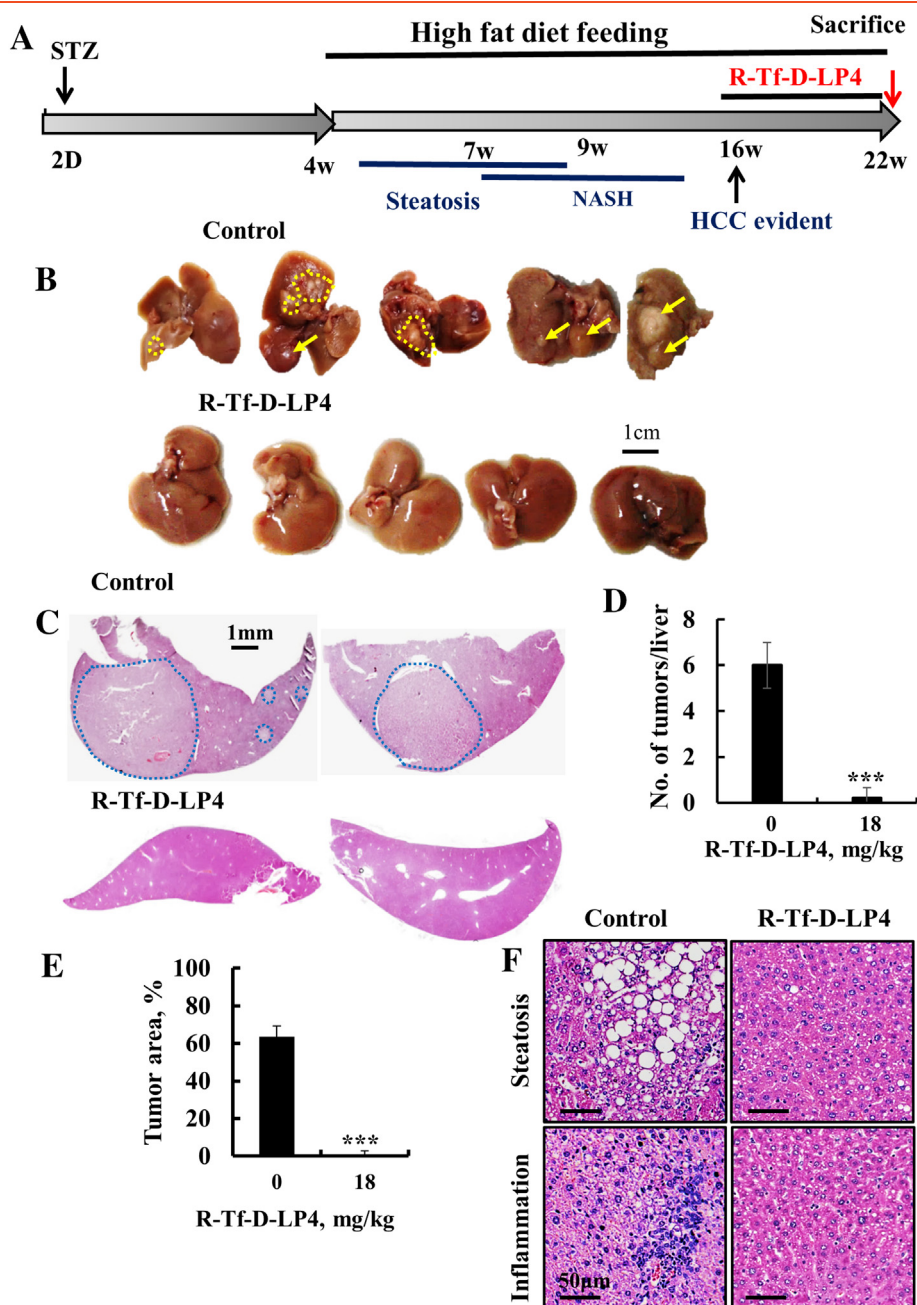 A
STZ
High fat diet feeding
Sacrifice
R-Tf-D-LP4
2D
4w
7w
9w
16w
22w
Steatosis
NASH
HCC evident
B
Control
R-Tf-D-LP4
1cm
C
Control
1mm
R-Tf-D-LP4
D
No. of tumors/liver
8
6
4
2
0
***
0
18
R-Tf-D-LP4, mg/kg
E
Tumor area, %
100
80
60
40
20
0
***
0
18
R-Tf-D-LP4, mg/kg
F
Control
R-Tf-D-LP4
Steatosis
Inflammation
50µm